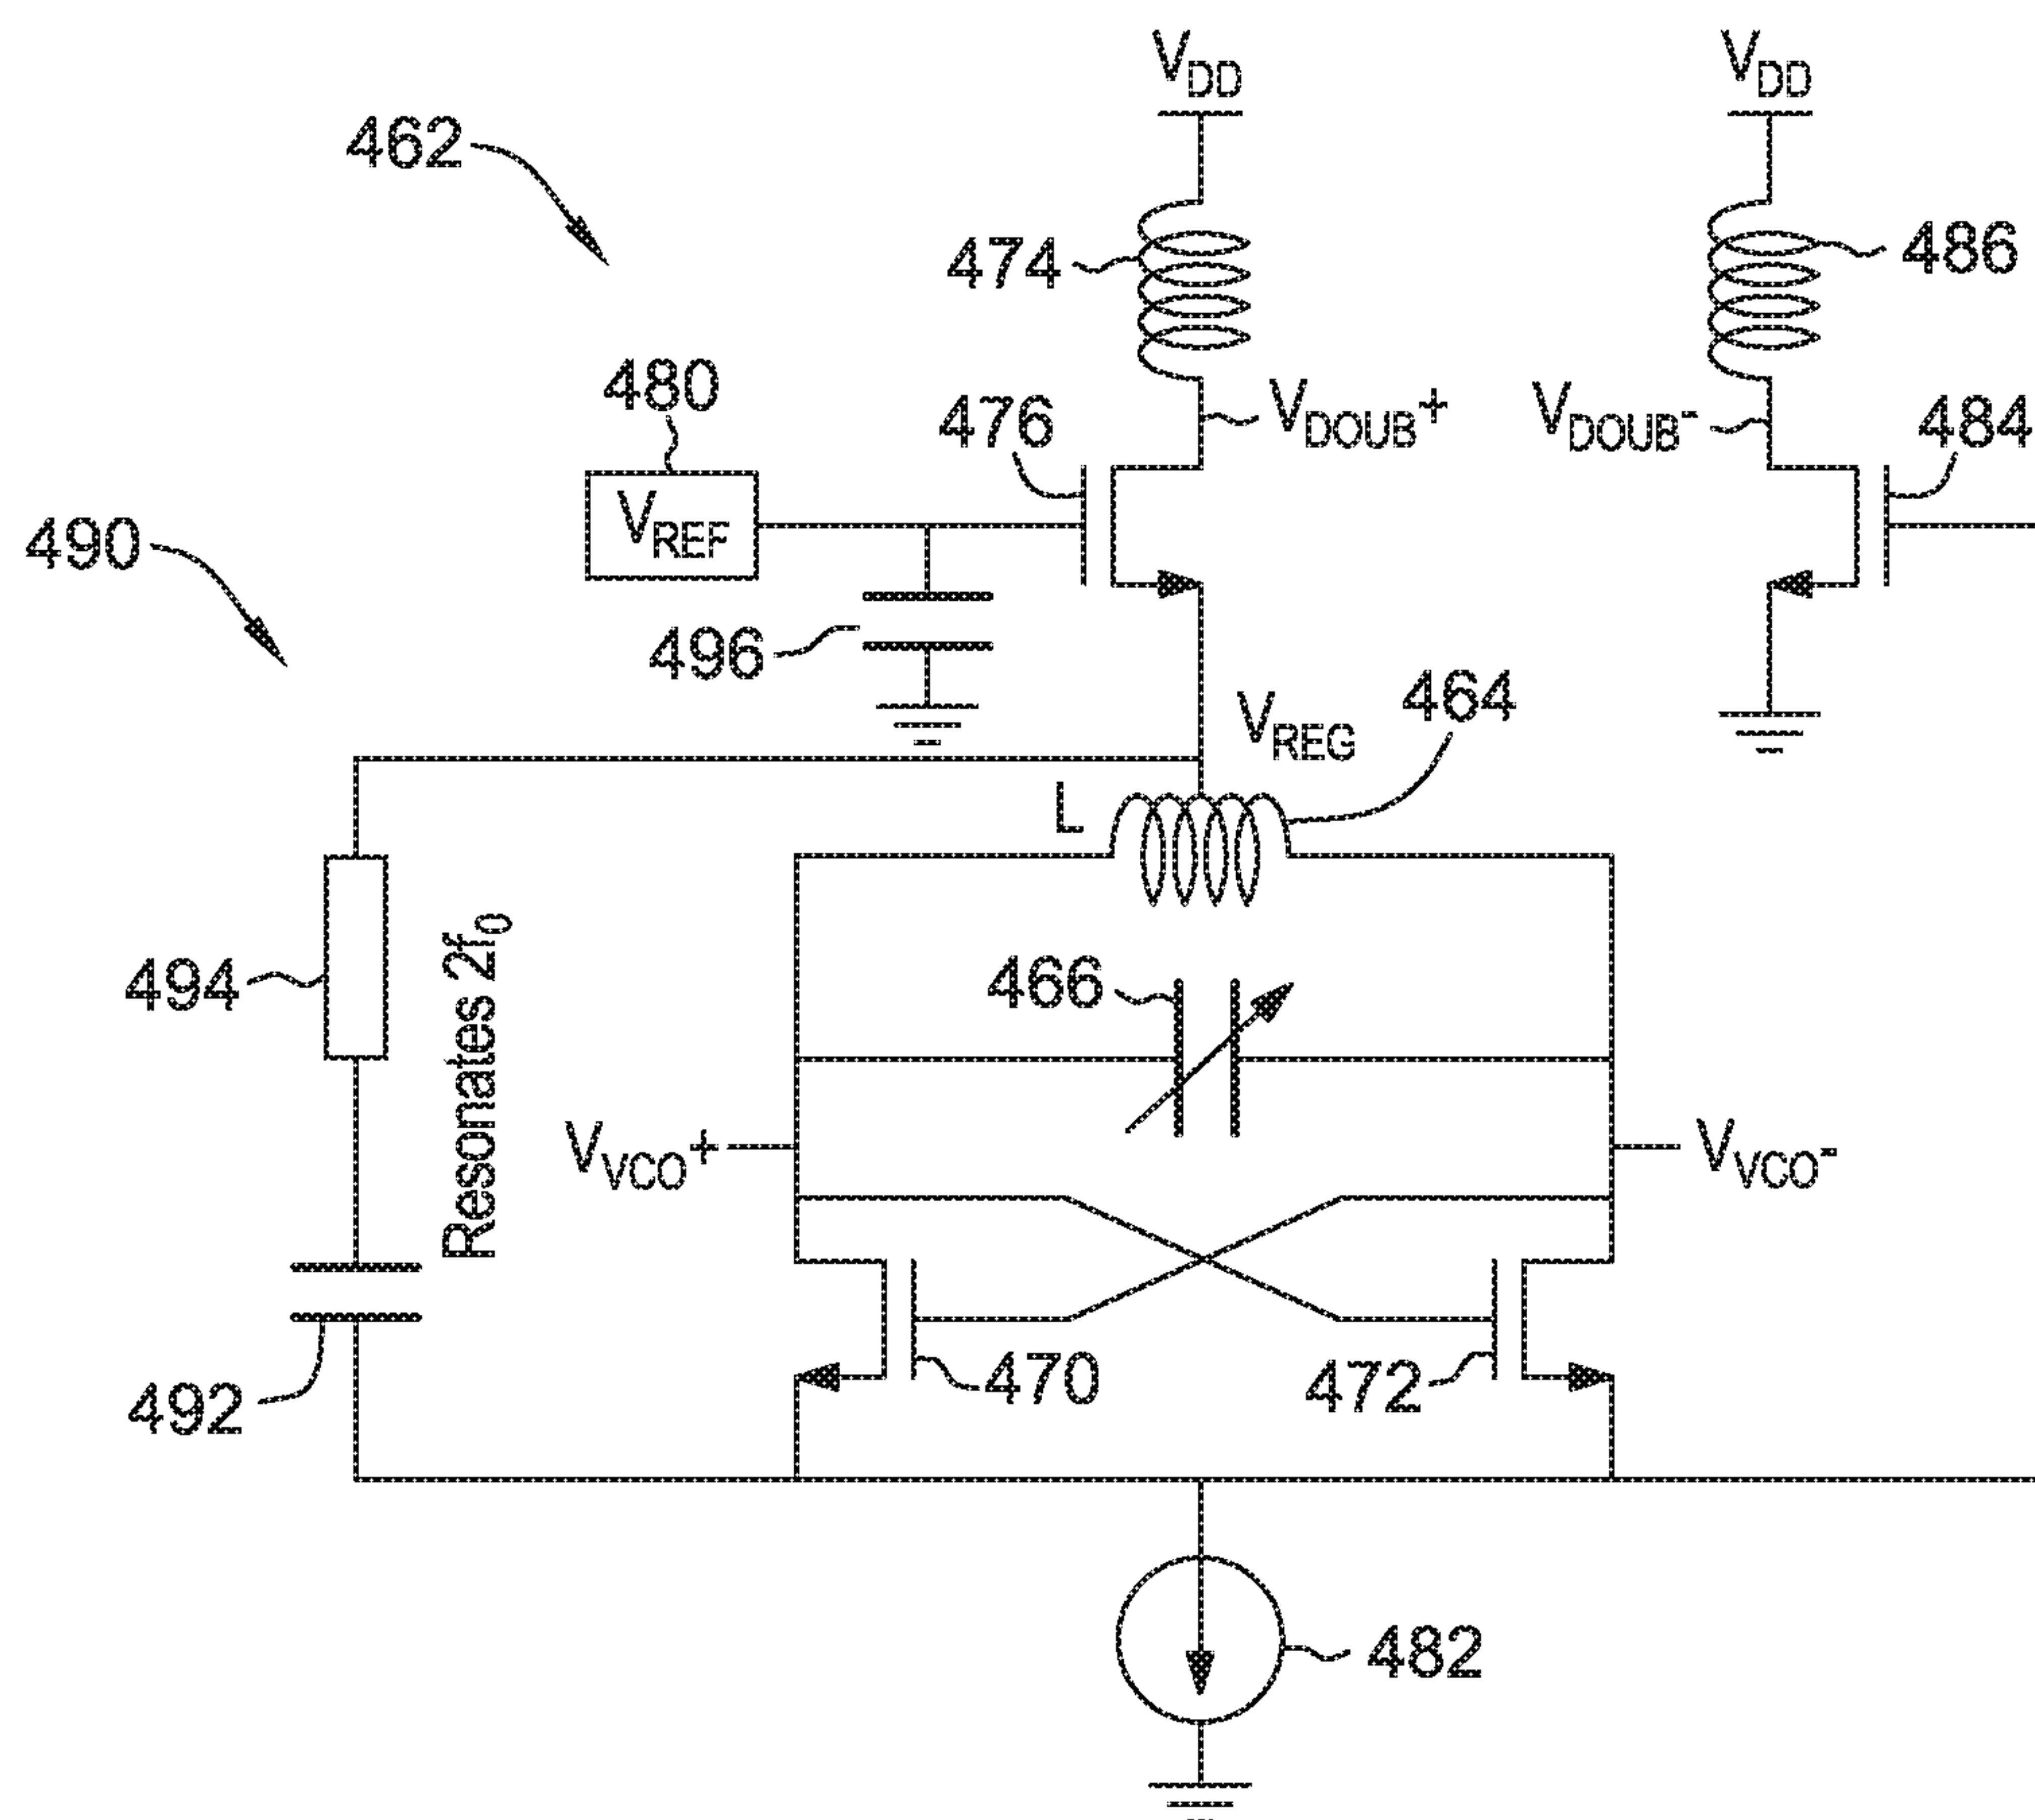 V_DD
V_DD
462
474
486
480
476
V_DOUB+
V_DOUB-
484
V_REF
490
496
V_REG
464
L
494
Resonates 2f_0
466
V_VCO+
V_VCO-
492
470
472
482